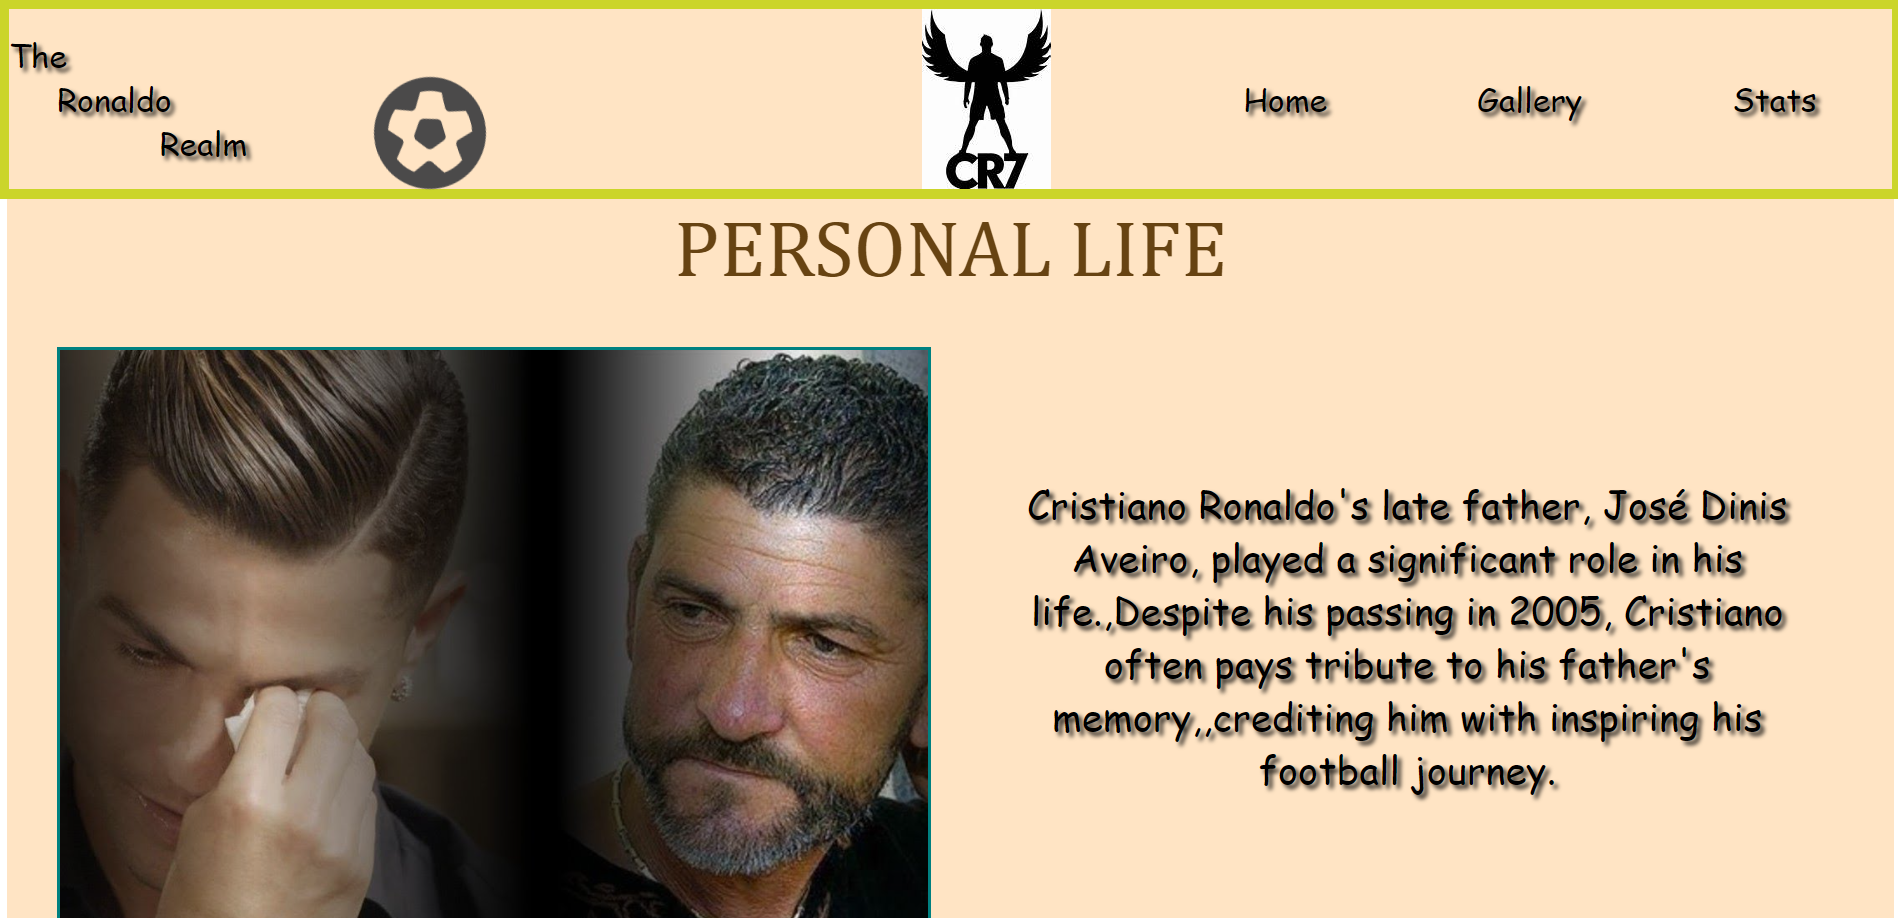 The
Ronaldo
Realm
CR7
Home
Gallery
Stats
PERSONAL LIFE
Cristiano Ronaldo's late father, José Dinis
Aveiro, played a significant role in his
life.,Despite his passing in 2005, Cristiano
often pays tribute to his father's
memory,,crediting him with inspiring his
football journey.